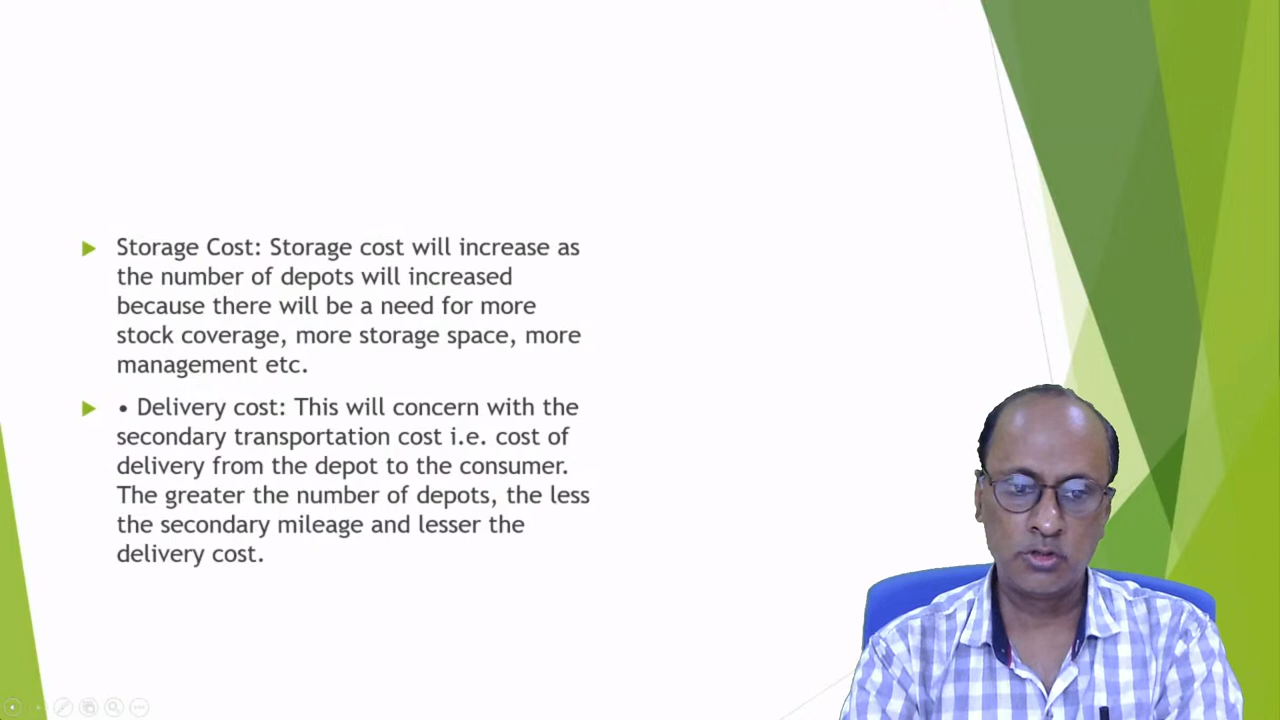 Storage Cost: Storage cost will increase as
the number of depots will increased
because there will be a need for more
stock coverage, more storage space, more
management etc.
• Delivery cost: This will concern with the
secondary transportation cost i.e. cost of
delivery from the depot to the consumer.
The greater the number of depots, the less
the secondary mileage and lesser the
delivery cost.